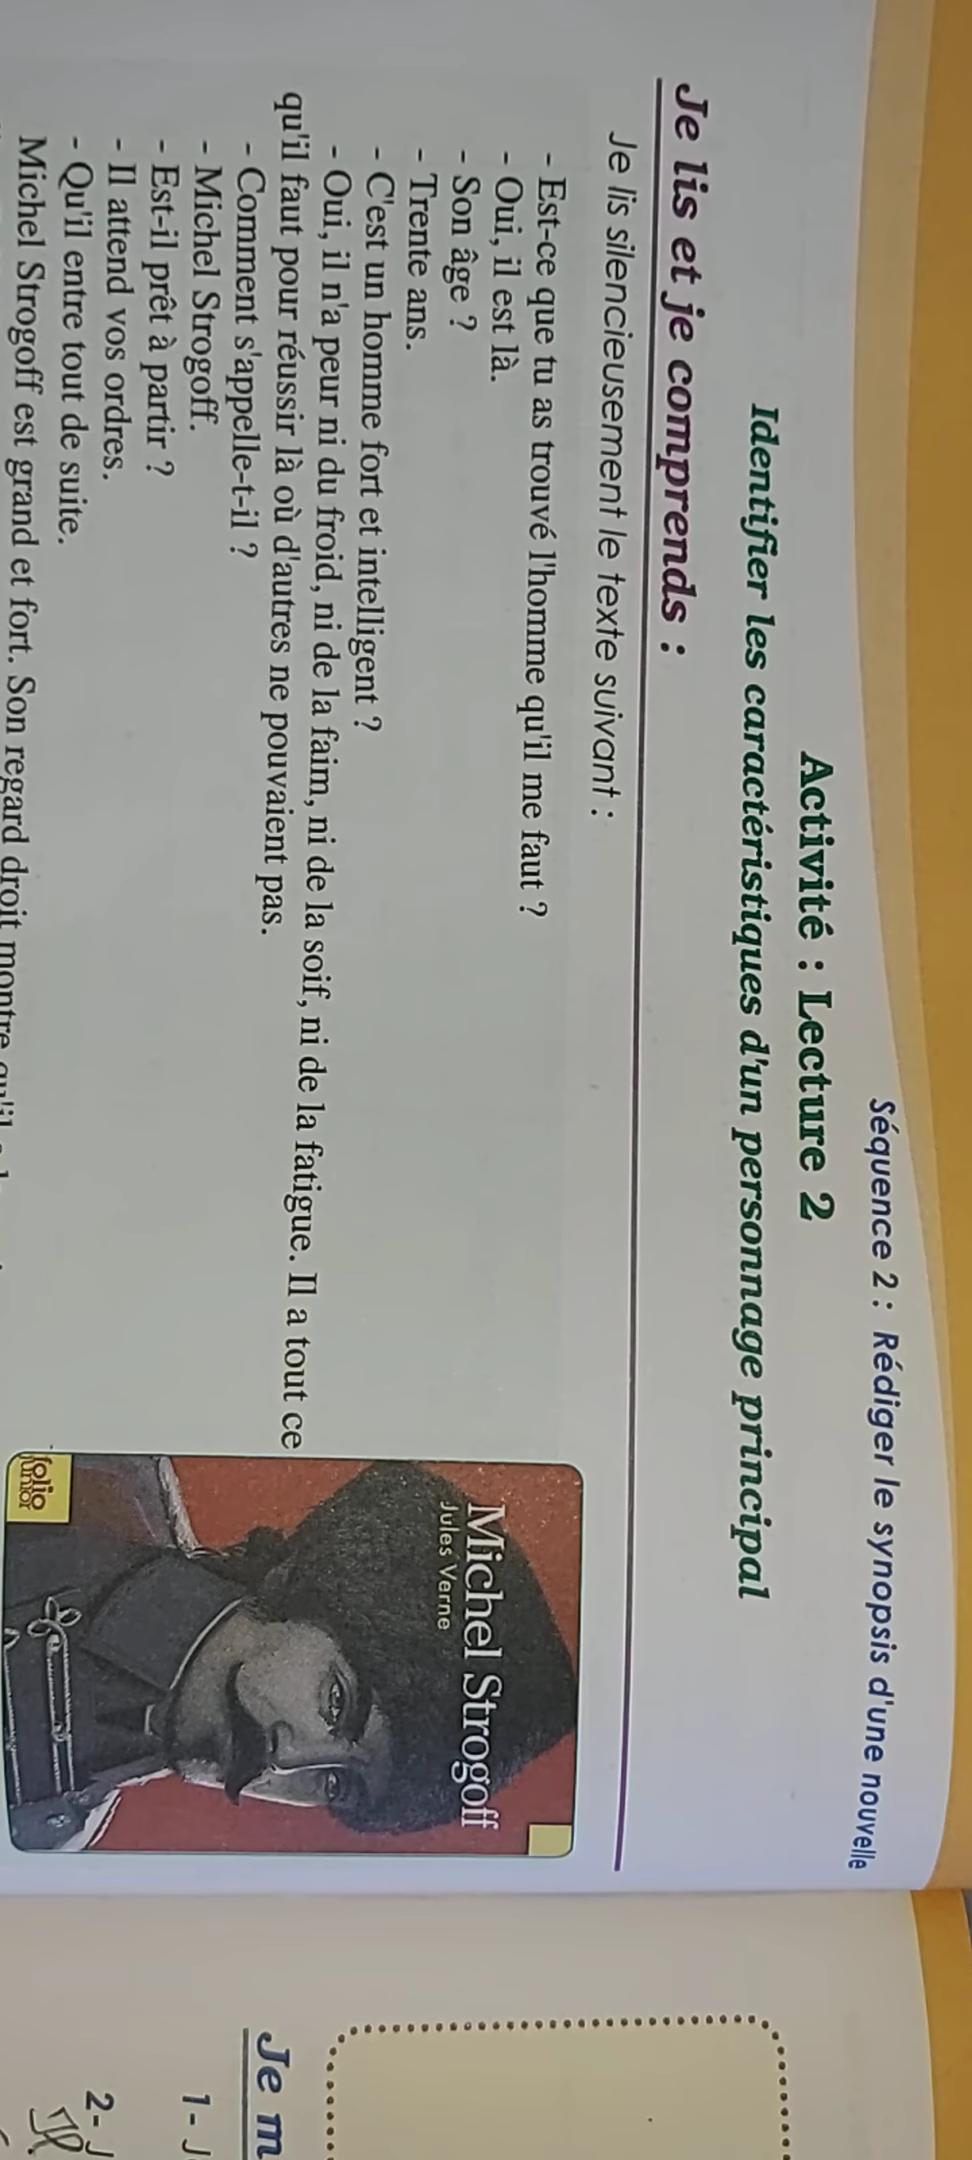 Séquence 2 : Rédiger le synopsis d'une nouvelle
Activité : Lecture 2
Identifier les caractéristiques d'un personnage principal
Je lis et je comprends :
Je lis silencieusement le texte suivant :
- Est-ce que tu as trouvé l'homme qu'il me faut ?
- Oui, il est là.
- Son âge ?
- Trente ans.
- C'est un homme fort et intelligent ?
- Oui, il n'a peur ni du froid, ni de la faim, ni de la soif, ni de la fatigue. Il a tout ce
qu'il faut pour réussir là où d'autres ne pouvaient pas.
- Comment s'appelle-t-il ?
- Michel Strogoff.
- Est-il prêt à partir ?
- Il attend vos ordres.
- Qu'il entre tout de suite.
Michel Strogoff est grand et fort. Son regard droit montre qu'il
Michel Strogoff
Jules Verne
folio
JUNIOR
Je m
1- J
2- J